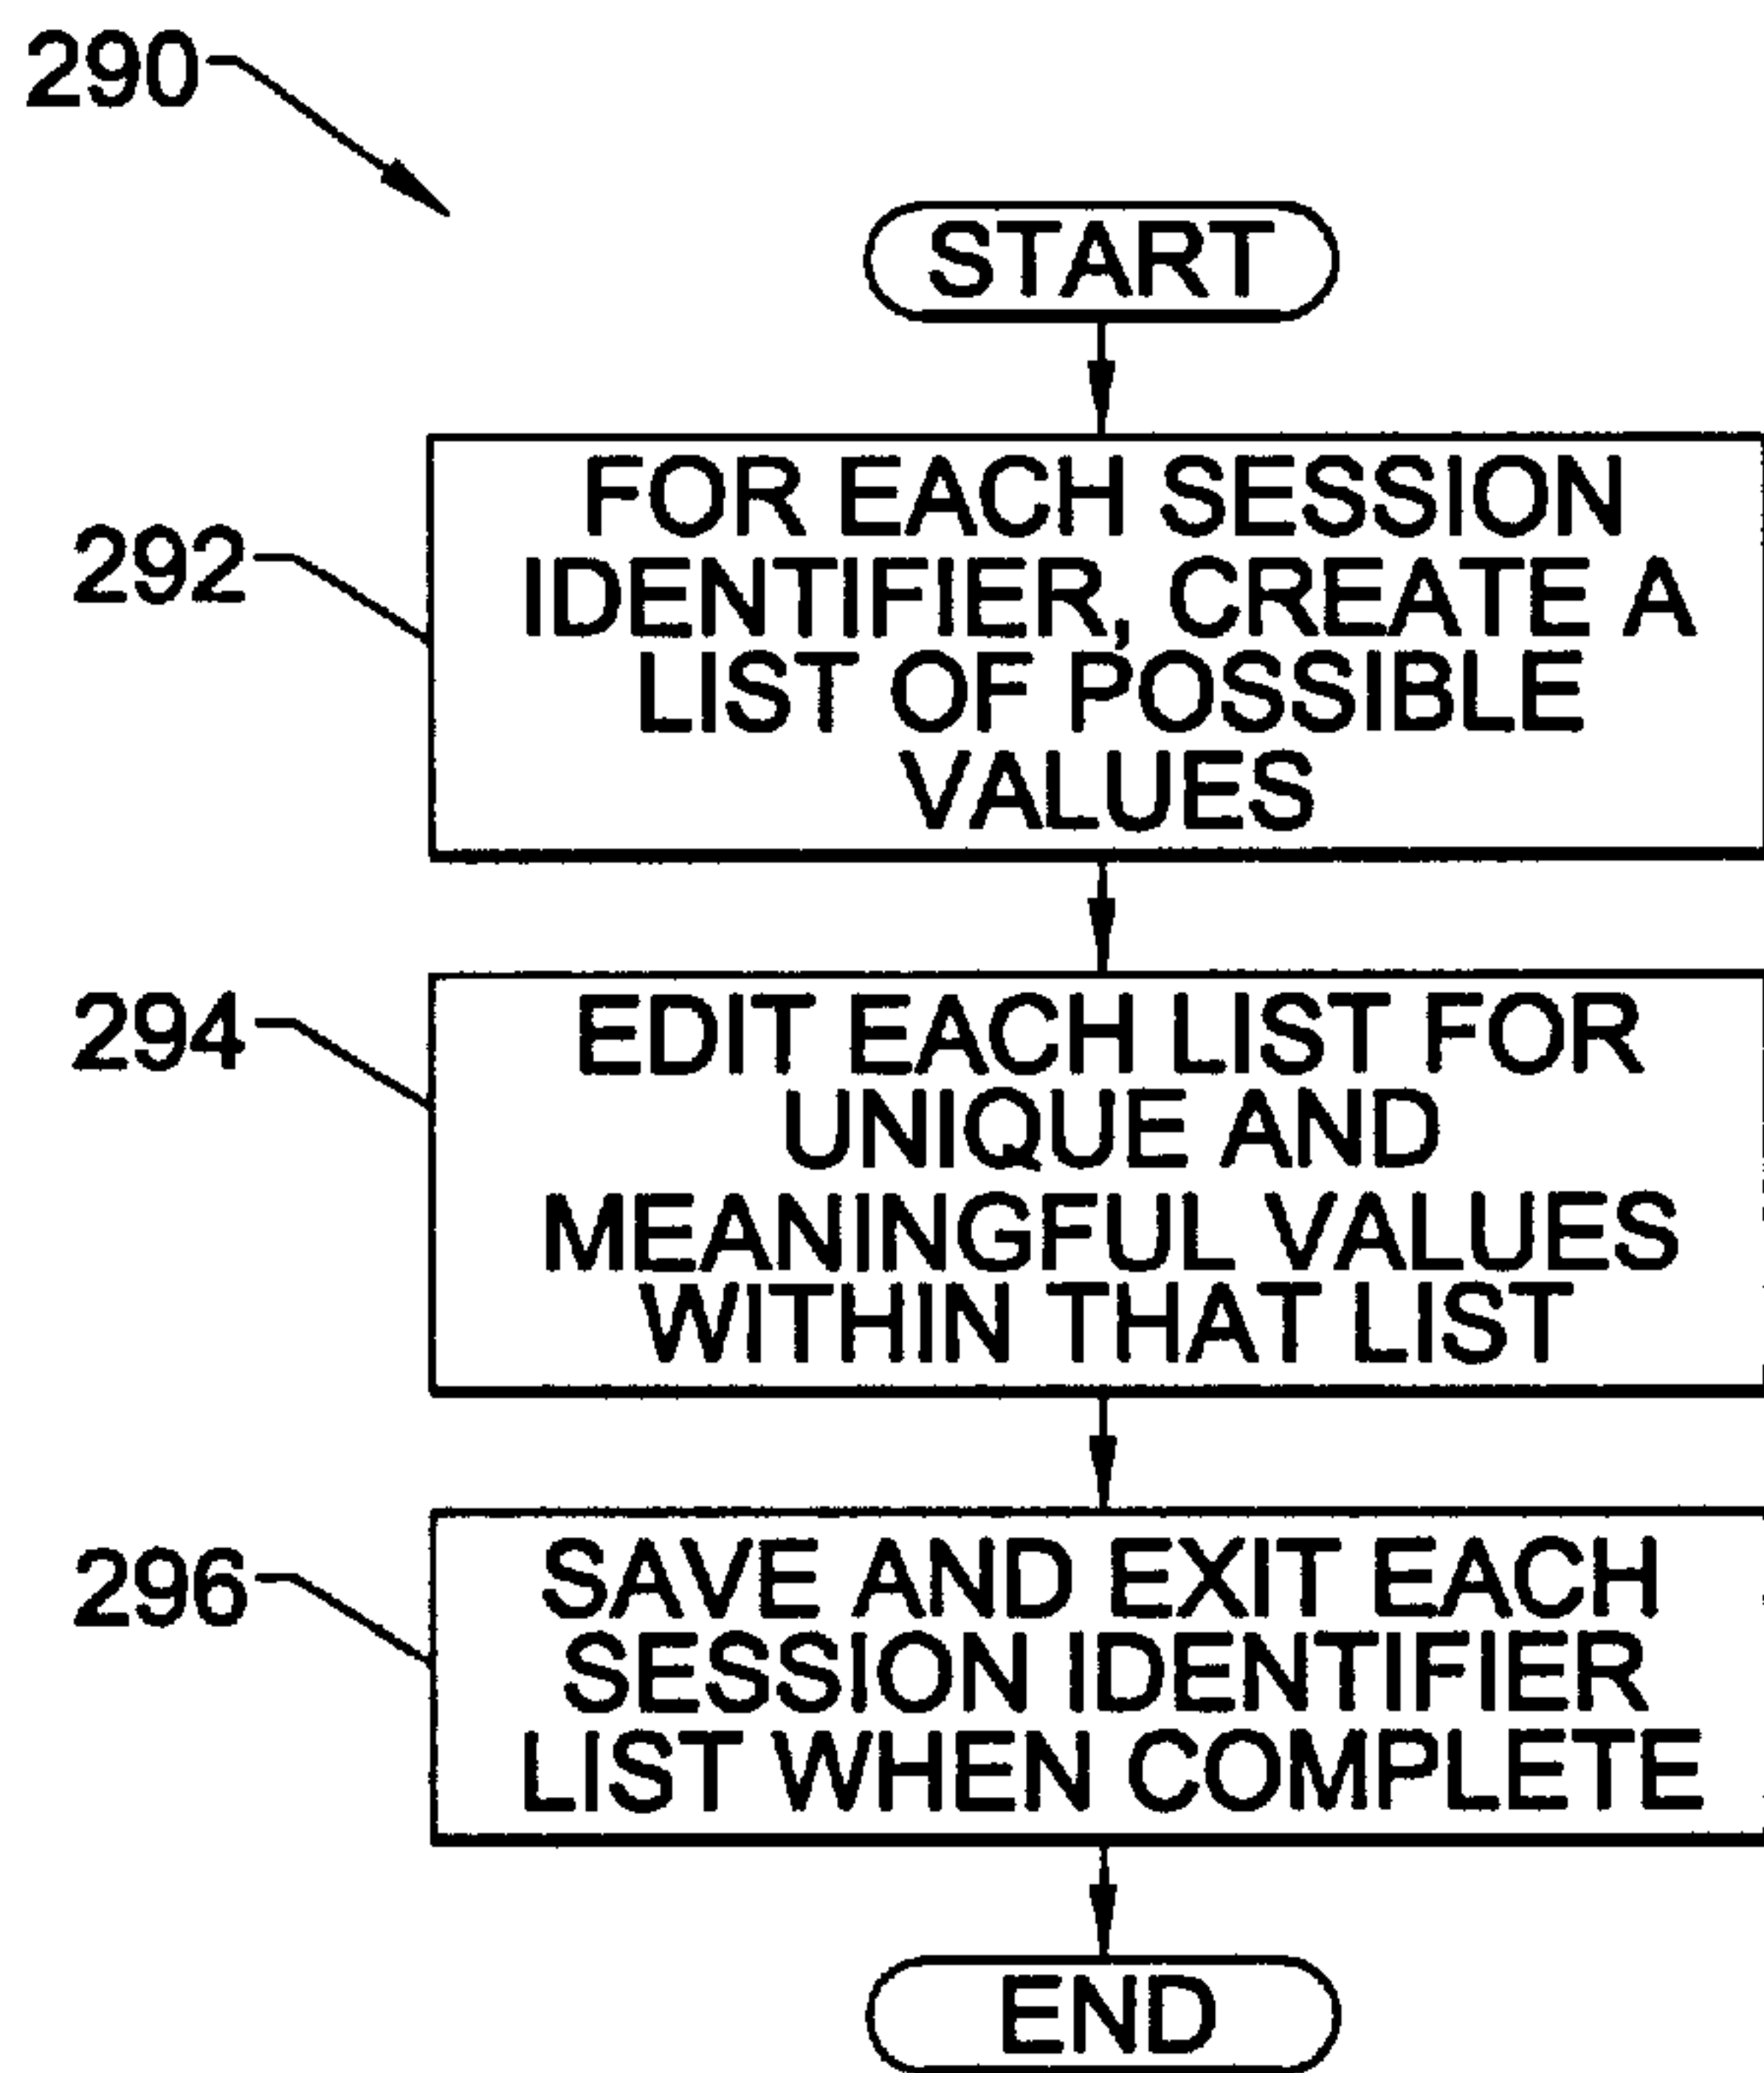 290
START
292
FOR EACH SESSION
IDENTIFIER, CREATE A
LIST OF POSSIBLE
VALUES
294
EDIT EACH LIST FOR
UNIQUE AND
MEANINGFUL VALUES
WITHIN THAT LIST
296
SAVE AND EXIT EACH
SESSION IDENTIFIER
LIST WHEN COMPLETE
END